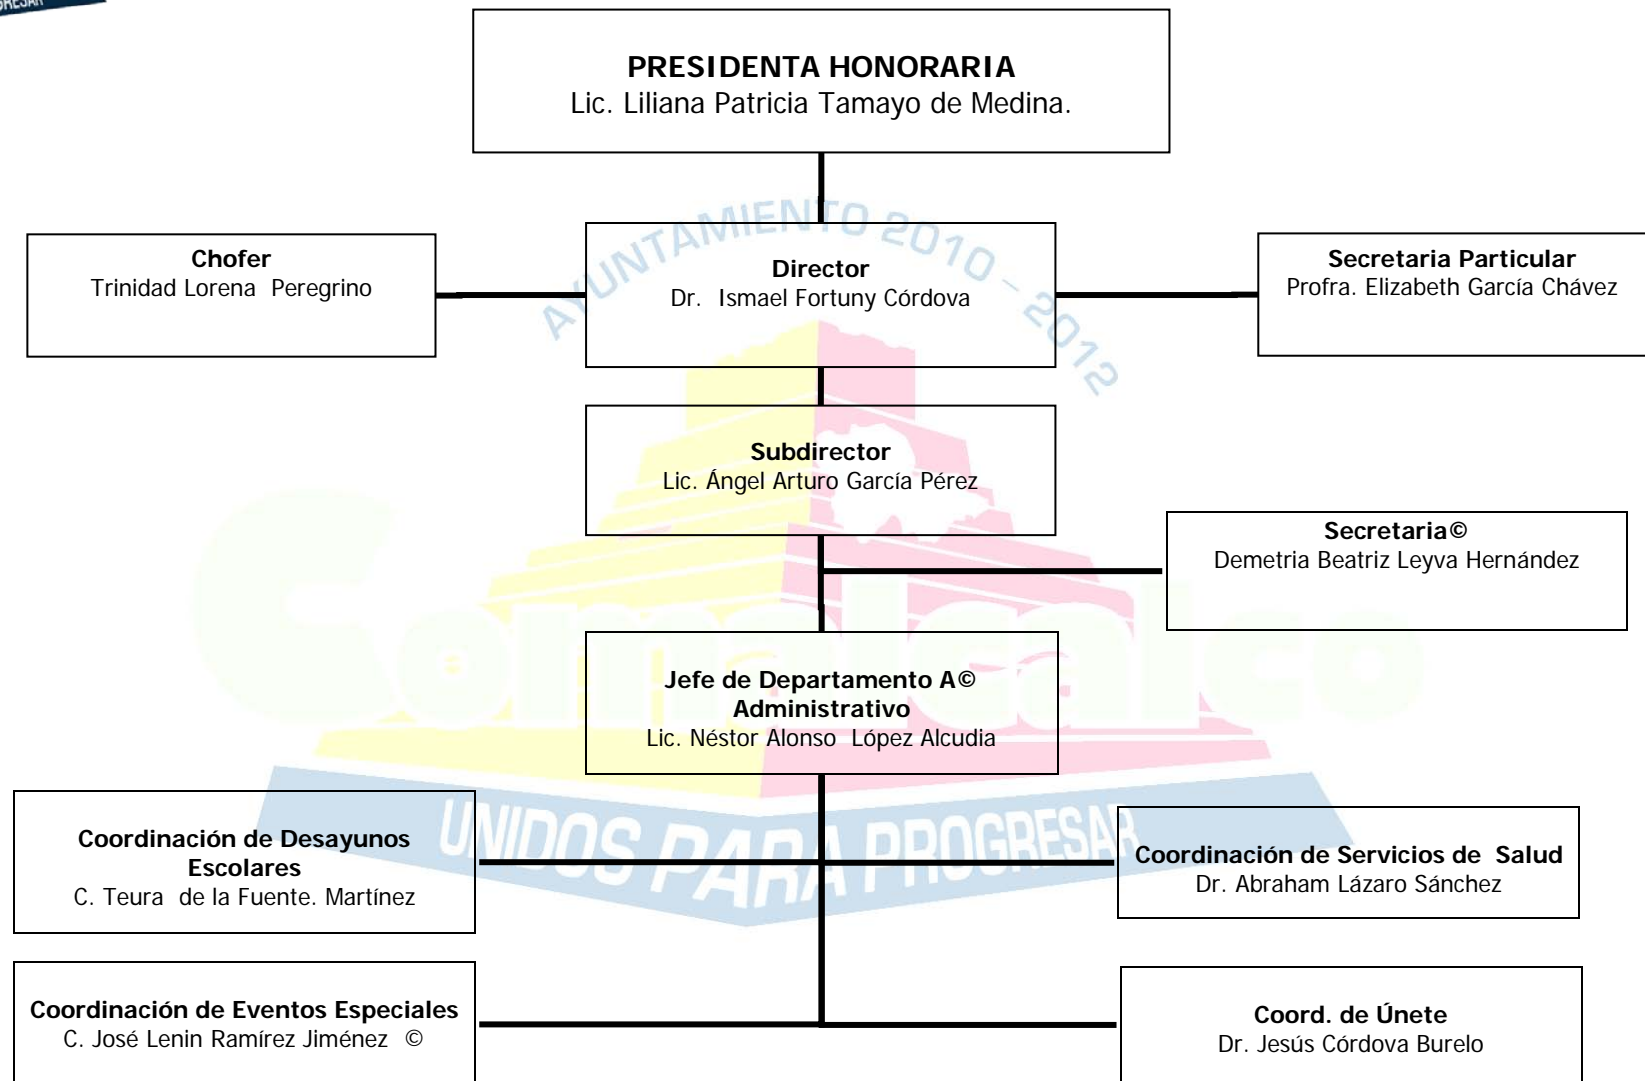 GRESAR
PRESIDENTA HONORARIA
Lic. Liliana Patricia Tamayo de Medina.
AYUNTAMIENTO 2010 - 2012
Chofer
Trinidad Lorena Peregrino
Director
Dr. Ismael Fortuny Córdova
Secretaria Particular
Profra. Elizabeth García Chávez
Subdirector
Lic. Ángel Arturo García Pérez
Secretaria©
Demetria Beatriz Leyva Hernández
Comalcalco
Jefe de Departamento A©
Administrativo
Lic. Néstor Alonso López Alcudia
UNIDOS PARA PROGRESAR
Coordinación de Desayunos
Escolares
C. Teura de la Fuente. Martínez
Coordinación de Servicios de Salud
Dr. Abraham Lázaro Sánchez
Coordinación de Eventos Especiales
C. José Lenin Ramírez Jiménez ©
Coord. de Únete
Dr. Jesús Córdova Burelo